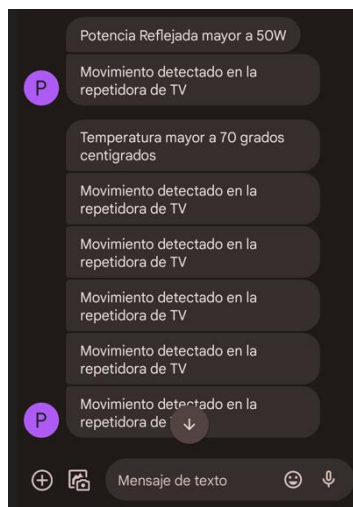 Potencia Reflejada mayor a 50W
Movimiento detectado en la
repetidora de TV
P
Temperatura mayor a 70 grados
centigrados
Movimiento detectado en la
repetidora de TV
Movimiento detectado en la
repetidora de TV
Movimiento detectado en la
repetidora de TV
Movimiento detectado en la
repetidora de TV
Movimiento detectado en la
repetidora de
P
Mensaje de texto